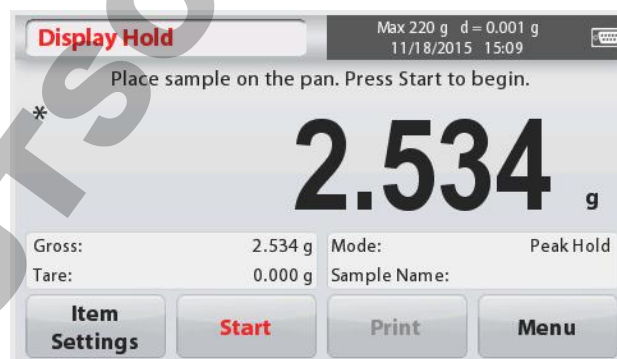 Display Hold
Max 220 g d = 0.001 g
11/18/2015 15:09
Place sample on the pan. Press Start to begin.
*
2.534 g
Gross: 2.534 g Mode: Peak Hold
Tare: 0.000 g Sample Name:
Item Settings
Start
Print
Menu